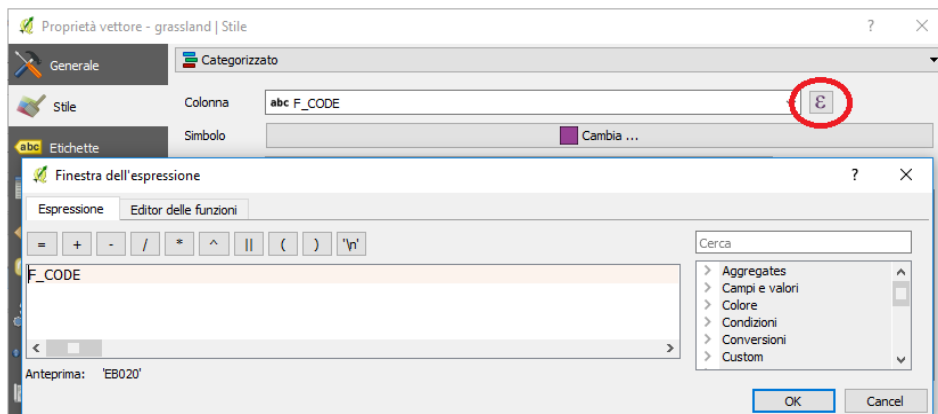 Proprietà vettore - grassland | Stile ? ×
Generale
Categorizzato
Stile
Colonna abc F_CODE ε
Simbolo Cambia ...
abc Etichette
Finestra dell'espressione ? ×
Espressione Editor delle funzioni
= + - / * ^ || ( ) '\n'
Cerca
F_CODE
> Aggregates
> Campi e valori
> Colore
> Condizioni
> Conversioni
> Custom
Anteprima: 'EB020'
OK Cancel